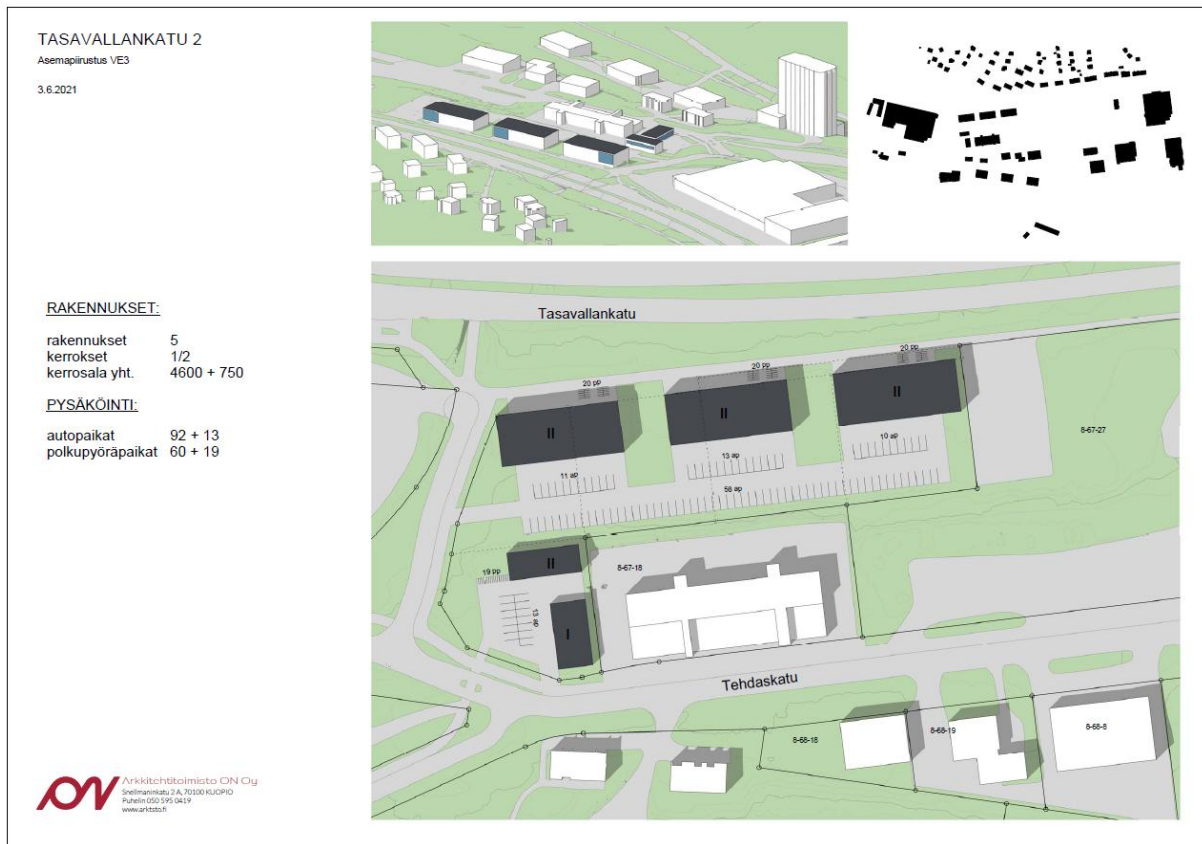 TASAVALLANKATU 2
Asemapiirustus VE3
3.6.2021
RAKENNUKSET:
rakennukset 5
kerrokset 1/2
kerrosala yht. 4600 + 750
PYSÄKÖINTI:
autopaikat 92 + 13
polkupyöräpaikat 60 + 19
Tasavallankatu
20 pp
20 pp
20 pp
II
II
II
8-67-27
11 ap
13 ap
10 ap
58 ap
II
19 pp
8-67-18
13 ap
I
Tehdaskatu
8-68-18
8-68-19
8-68-8
ON
Arkkitehtitoimisto ON Oy
Snellmaninkatu 2 A, 70100 KUOPIO
Puhelin 050 595 0419
www.arktsto.fi